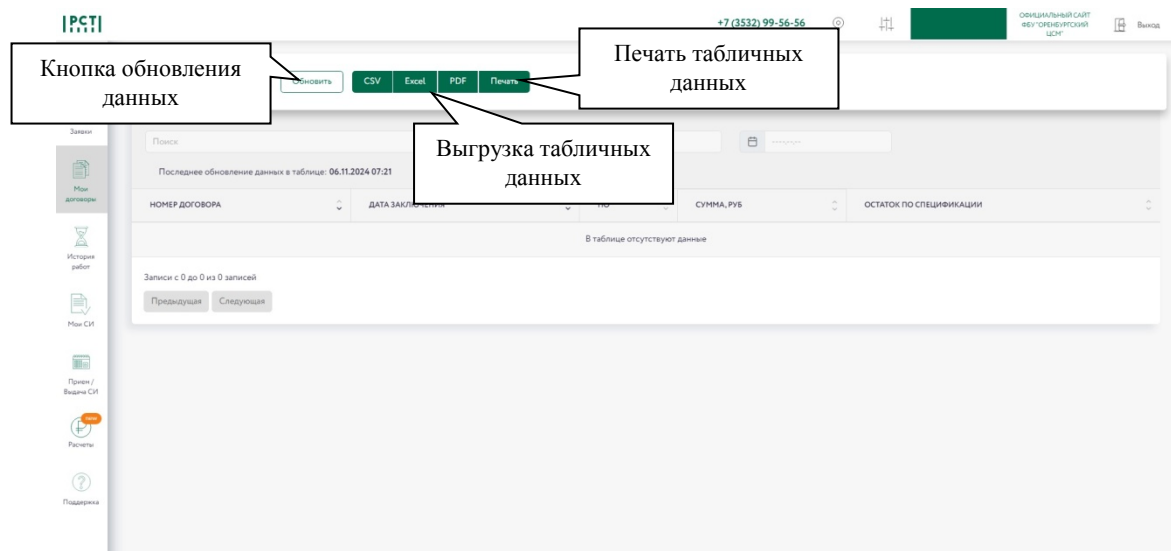 РСТ
+7 (3532) 99-56-56
ОФИЦИАЛЬНЫЙ САЙТ
ФБУ "ОРЕНБУРГСКИЙ
ЦСМ"
Выход
Кнопка обновления
данных
Обновить
CSV
Excel
PDF
Печать
Печать табличных
данных
Выгрузка табличных
данных
Заявки
Поиск
Последнее обновление данных в таблице: 06.11.2024 07:21
Мои
договоры
НОМЕР ДОГОВОРА
ДАТА ЗАКЛЮЧЕНИЯ
ПО
СУММА, РУБ
ОСТАТОК ПО СПЕЦИФИКАЦИИ
В таблице отсутствуют данные
История
работ
Записи с 0 до 0 из 0 записей
Предыдущая
Следующая
Мои СИ
Прием /
Выдача СИ
new
Расчеты
Поддержка